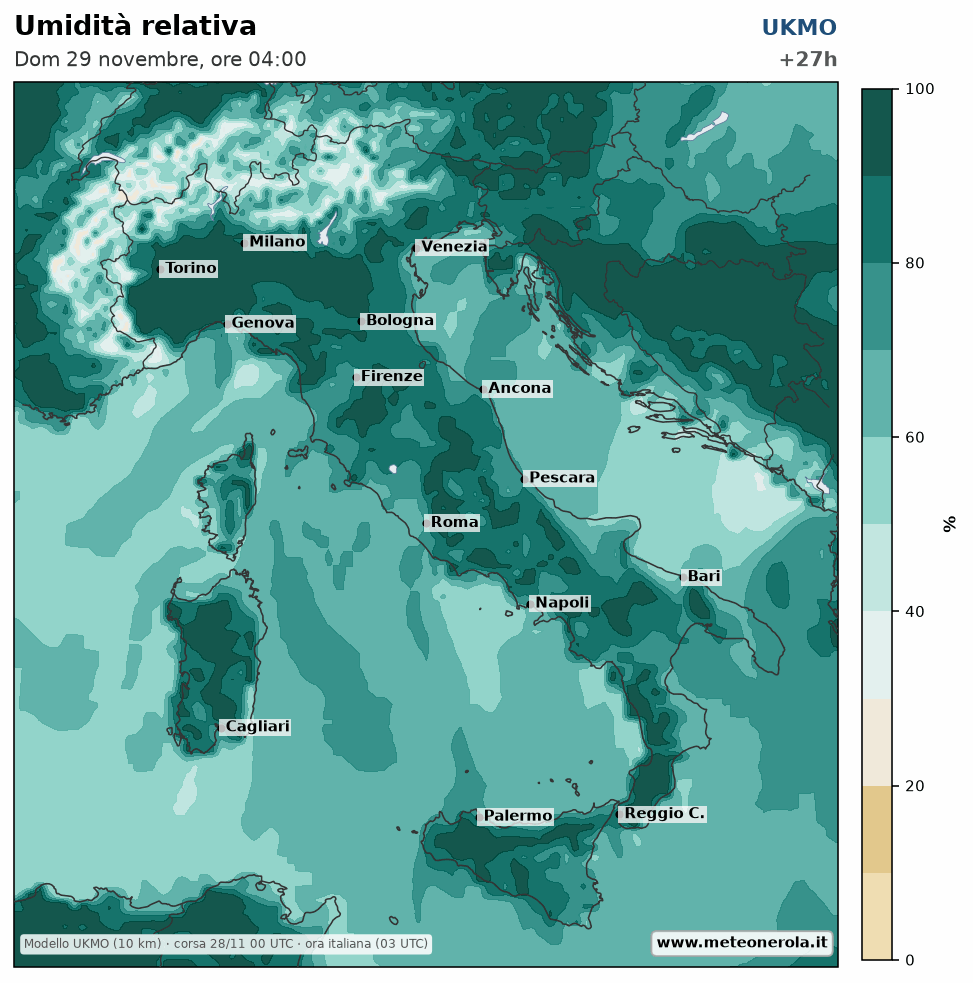 Umidità relativa
UKMO
Dom 29 novembre, ore 04:00
+27h
100
80
60
40
20
0
%
Milano
Venezia
Torino
Genova
Bologna
Firenze
Ancona
Pescara
Roma
Bari
Napoli
Cagliari
Palermo
Reggio C.
Modello UKMO (10 km) · corsa 28/11 00 UTC · ora italiana (03 UTC)
www.meteonerola.it